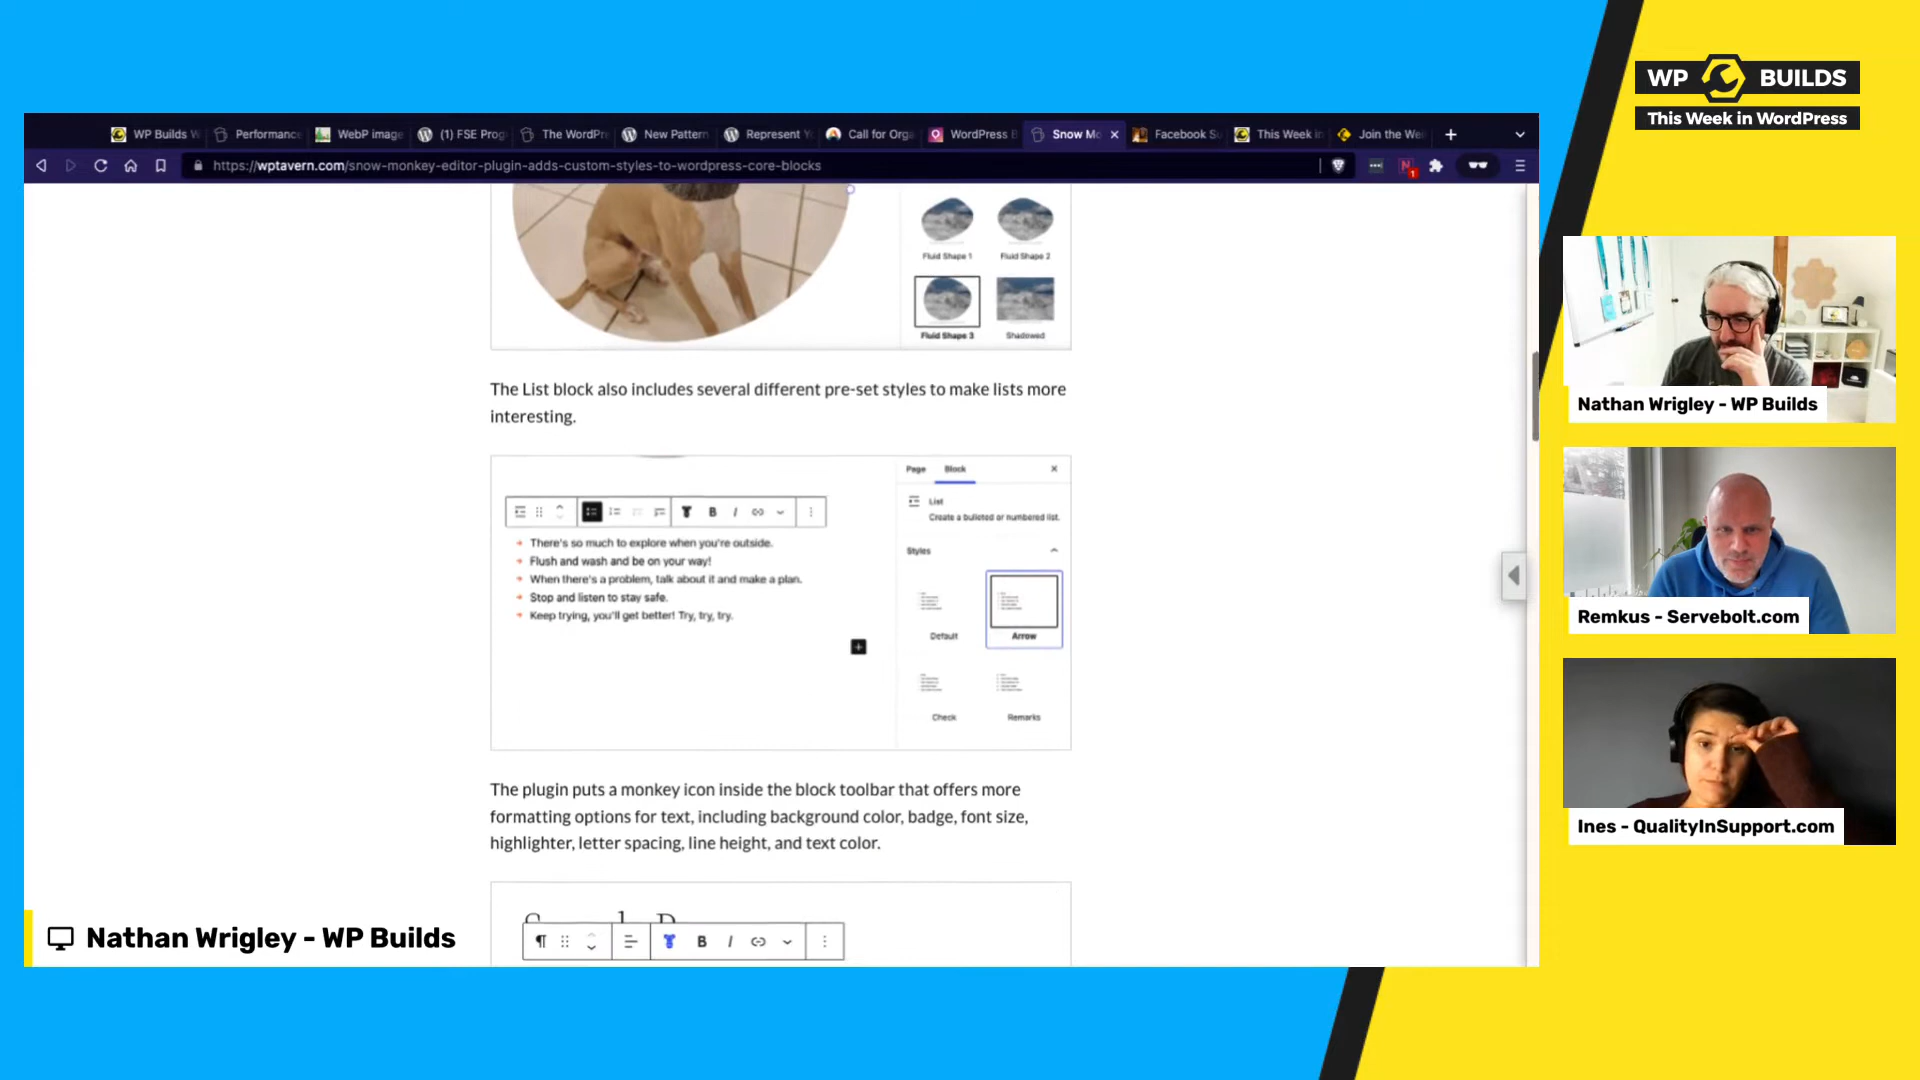 WP BUILDS
This Week in WordPress
WP Builds W
Performance
WebP image
(1) FSE Prog
The WordPr
New Pattern
Represent Y
Call for Orga
WordPress
Snow Mo
Facebook Su
This Week in
Join the Wee
https://wptavern.com/snow-monkey-editor-plugin-adds-custom-styles-to-wordpress-core-blocks
Fluid Shape 1
Fluid Shape 2
Fluid Shape 3
Shadowed
The List block also includes several different pre-set styles to make lists more
interesting.
Page Block
List
Create a bulleted or numbered list.
Styles
There's so much to explore when you're outside.
Flush and wash and be on your way!
When there's a problem, talk about it and make a plan.
Stop and listen to stay safe.
Keep trying, you'll get better! Try, try, try.
Default
Arrow
Check
Remarks
B I
The plugin puts a monkey icon inside the block toolbar that offers more
formatting options for text, including background color, badge, font size,
highlighter, letter spacing, line height, and text color.
B I
Nathan Wrigley - WP Builds
Nathan Wrigley - WP Builds
Remkus - Servebolt.com
Ines - QualityInSupport.com